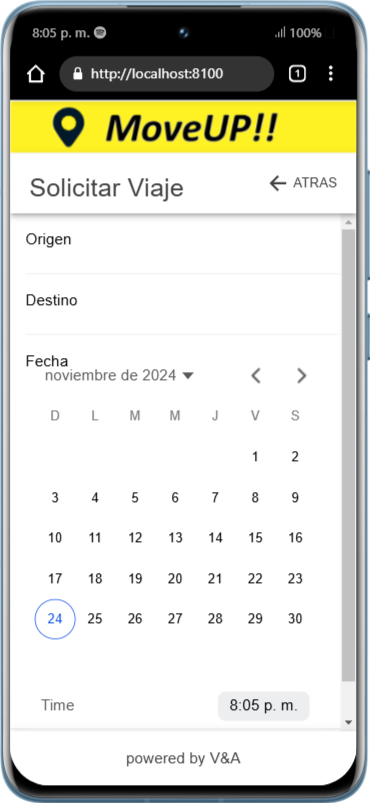 8:05 p. m. 100%
http://localhost:8100 1
MoveUP!!
Solicitar Viaje ATRAS
Origen
Destino
Fecha
noviembre de 2024
D L M M J V S
1 2
3 4 5 6 7 8 9
10 11 12 13 14 15 16
17 18 19 20 21 22 23
24 25 26 27 28 29 30
Time 8:05 p. m.
powered by V&A